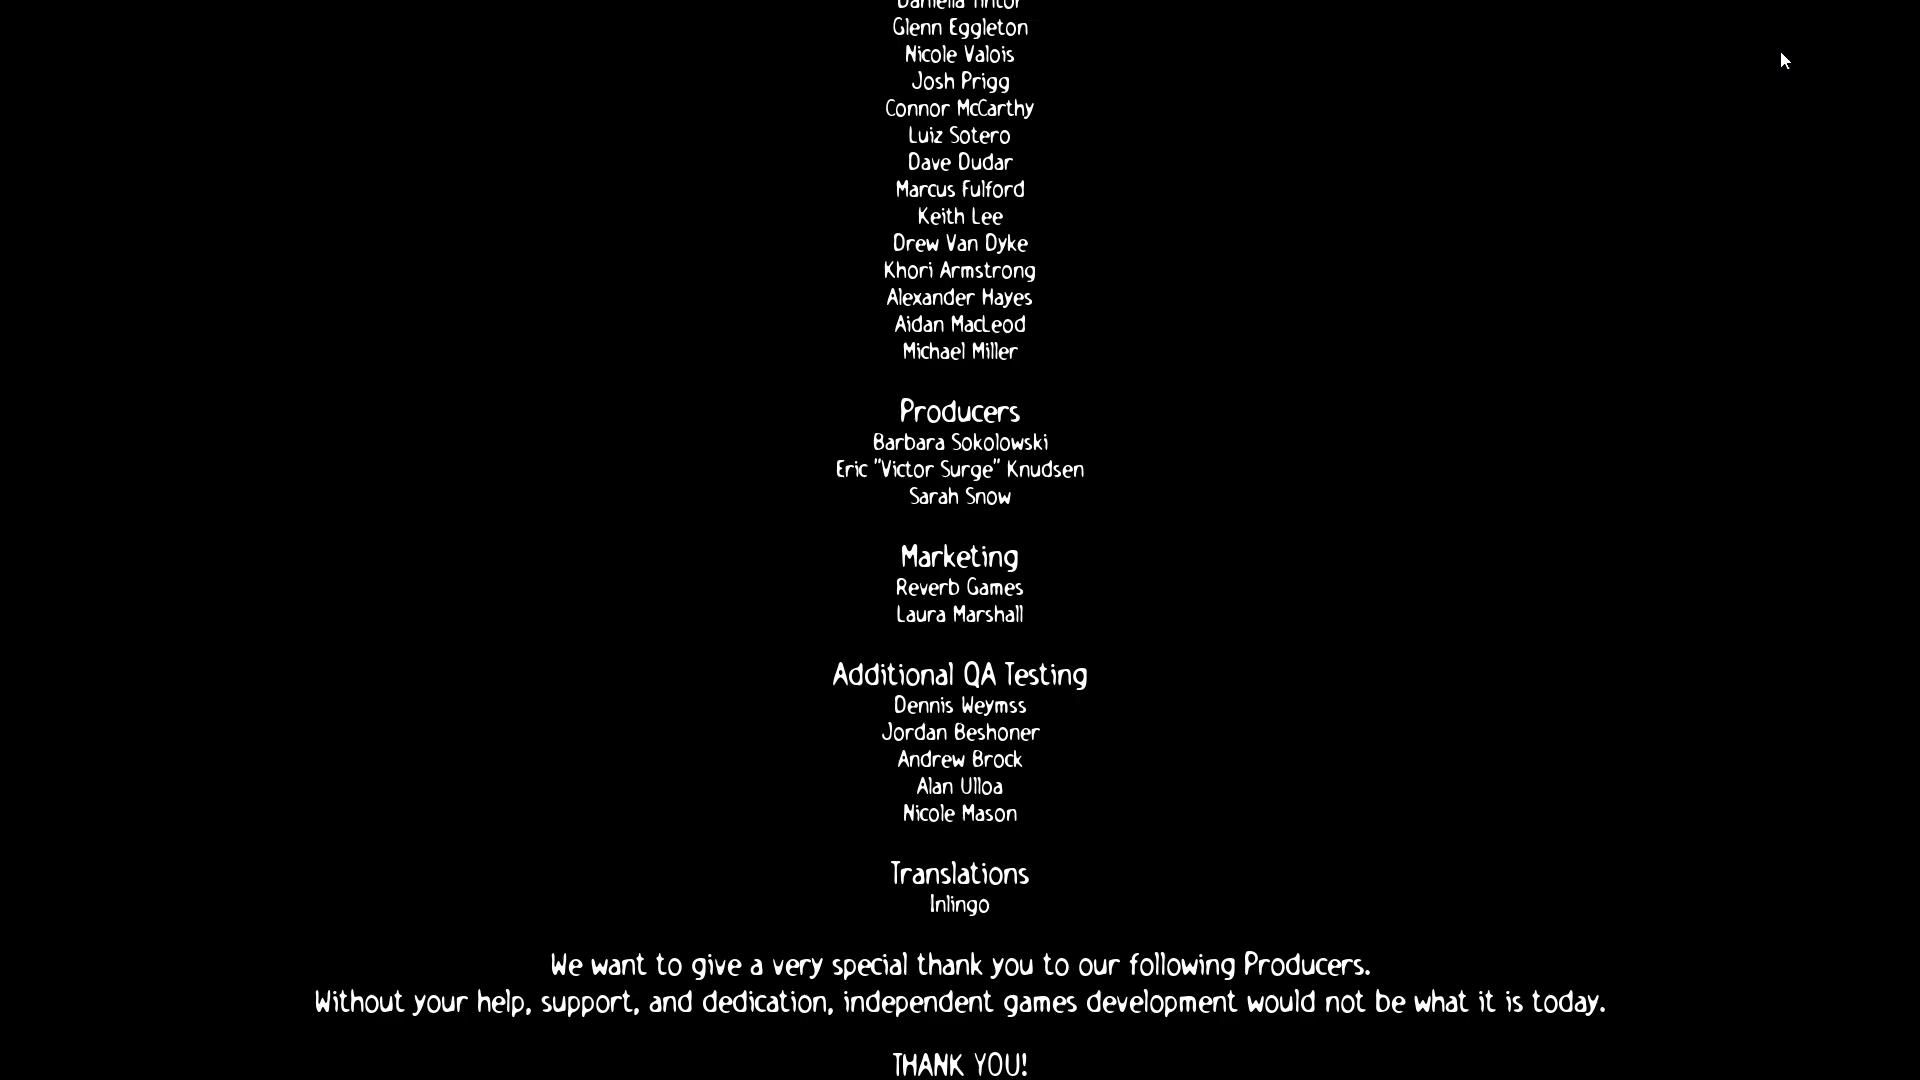 Daniella Tintor
Glenn Eggleton
Nicole Valois
Josh Prigg
Connor McCarthy
Luiz Sotero
Dave Dudar
Marcus Fulford
Keith Lee
Drew Van Dyke
Khori Armstrong
Alexander Hayes
Aidan MacLeod
Michael Miller
Producers
Barbara Sokolowski
Eric "Victor Surge" Knudsen
Sarah Snow
Marketing
Reverb Games
Laura Marshall
Additional QA Testing
Dennis Weymss
Jordan Beshoner
Andrew Brock
Alan Ulloa
Nicole Mason
Translations
Inlingo
We want to give a very special thank you to our following Producers.
Without your help, support, and dedication, independent games development would not be what it is today.
THANK YOU!